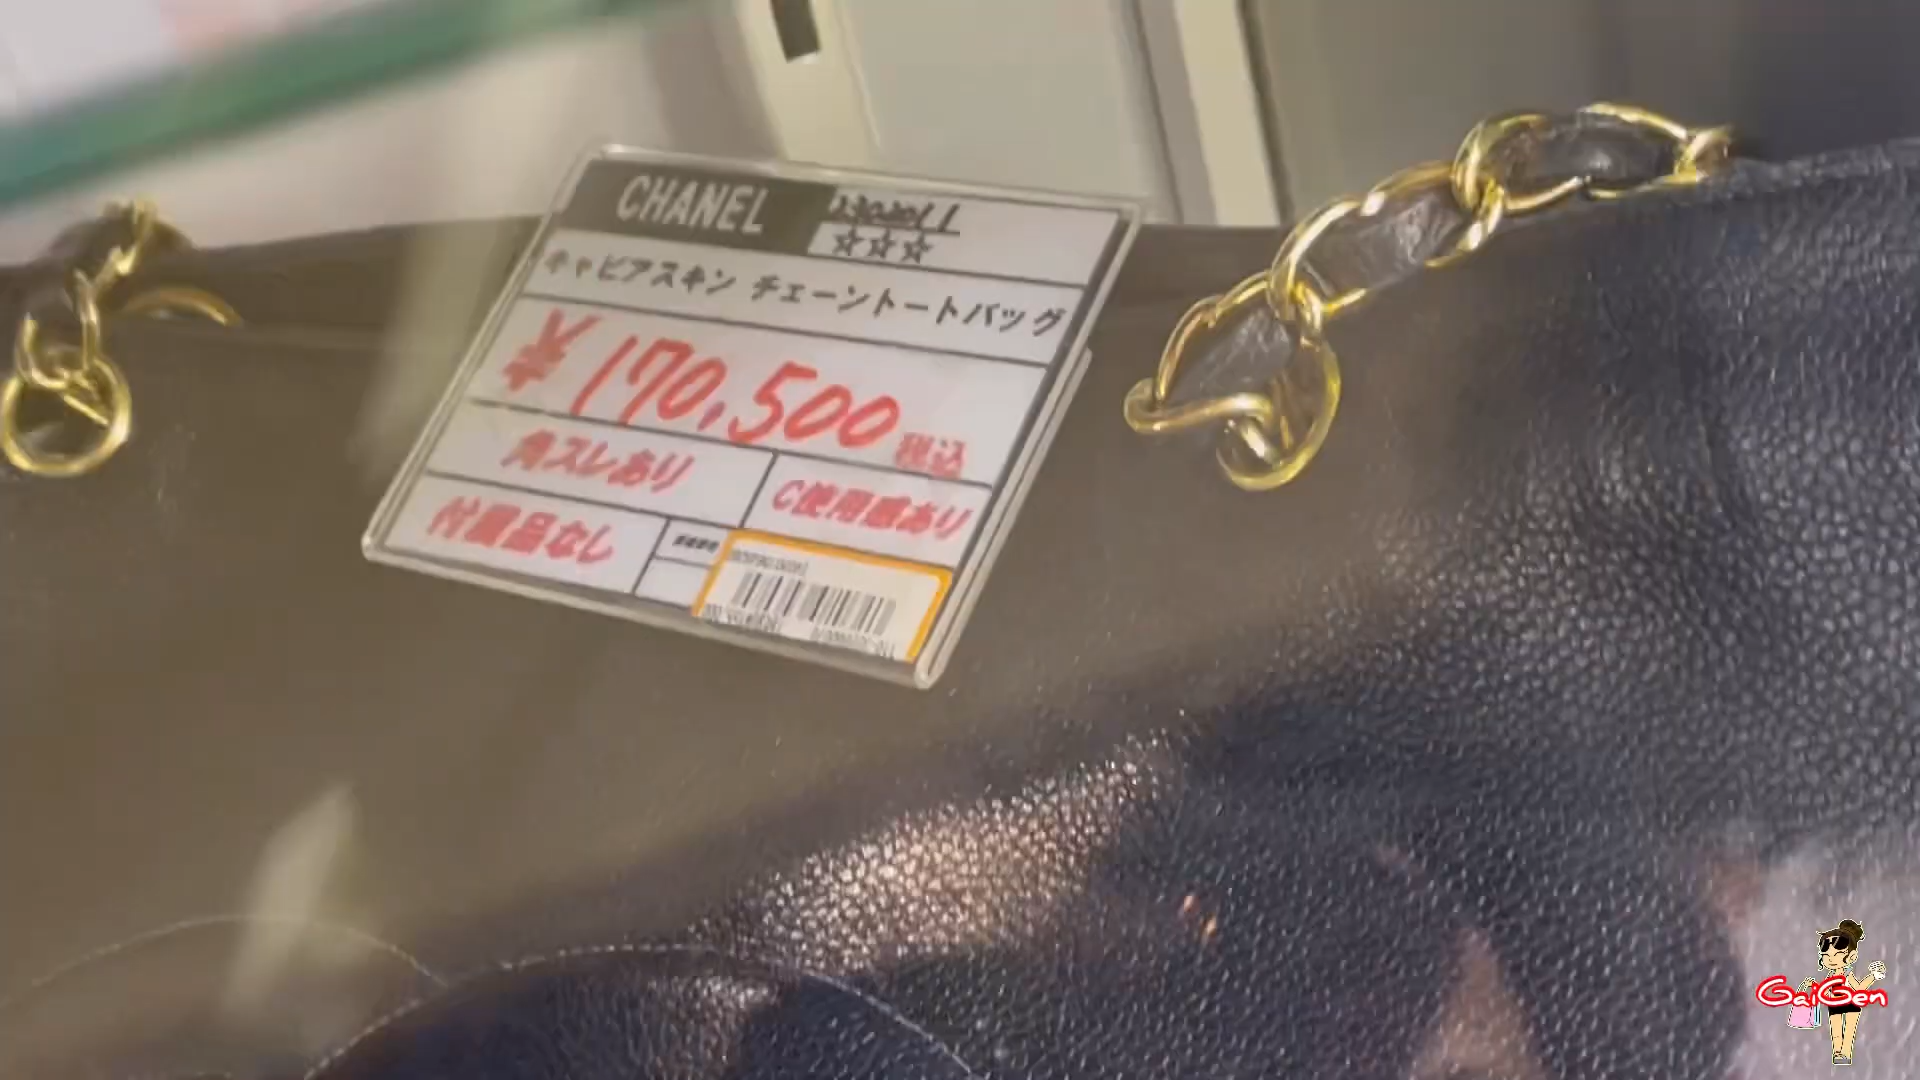 CHANEL
☆☆☆
キャビアスキン チェーントートバッグ
¥170,500 税込
角スレあり
C使用感あり
付属品なし
GaiGen